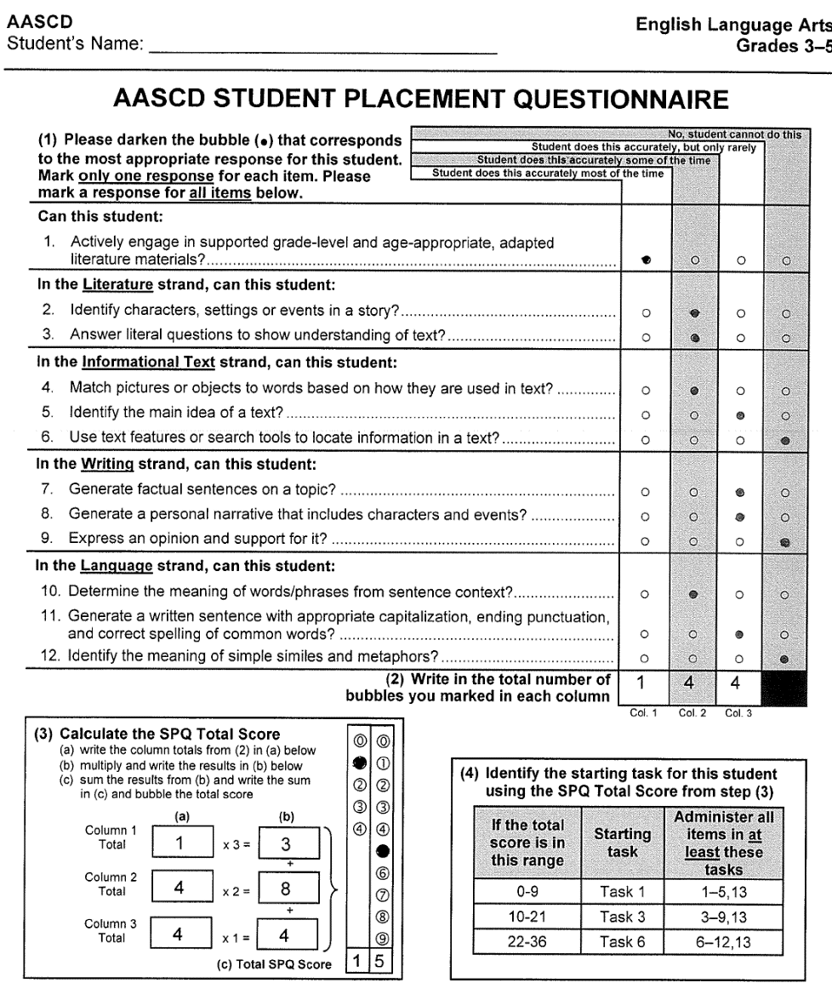 AASCD
Student's Name:
English Language Arts
Grades 3–5
AASCD STUDENT PLACEMENT QUESTIONNAIRE
(1) Please darken the bubble (●) that corresponds
to the most appropriate response for this student.
Mark only one response for each item. Please
mark a response for all items below.
No, student cannot do this
Student does this accurately, but only rarely
Student does this accurately some of the time
Student does this accurately most of the time
Can this student:
1. Actively engage in supported grade-level and age-appropriate, adapted
literature materials?
In the Literature strand, can this student:
2. Identify characters, settings or events in a story?
3. Answer literal questions to show understanding of text?
In the Informational Text strand, can this student:
4. Match pictures or objects to words based on how they are used in text?
5. Identify the main idea of a text?
6. Use text features or search tools to locate information in a text?
In the Writing strand, can this student:
7. Generate factual sentences on a topic?
8. Generate a personal narrative that includes characters and events?
9. Express an opinion and support for it?
In the Language strand, can this student:
10. Determine the meaning of words/phrases from sentence context?
11. Generate a written sentence with appropriate capitalization, ending punctuation,
and correct spelling of common words?
12. Identify the meaning of simple similes and metaphors?
(2) Write in the total number of
bubbles you marked in each column
1 4 4
Col. 1 Col. 2 Col. 3
(3) Calculate the SPQ Total Score
(a) write the column totals from (2) in (a) below
(b) multiply and write the results in (b) below
(c) sum the results from (b) and write the sum
in (c) and bubble the total score
(a) (b)
Column 1
Total
1 x 3 = 3
+
Column 2
Total
4 x 2 = 8
+
Column 3
Total
4 x 1 = 4
(c) Total SPQ Score
0 0
1
2 2
3 3
4 4
6
7
8
9
1 5
(4) Identify the starting task for this student
using the SPQ Total Score from step (3)
If the total
score is in
this range
Starting
task
Administer all
items in at
least these
tasks
0-9 Task 1 1–5,13
10-21 Task 3 3–9,13
22-36 Task 6 6–12,13